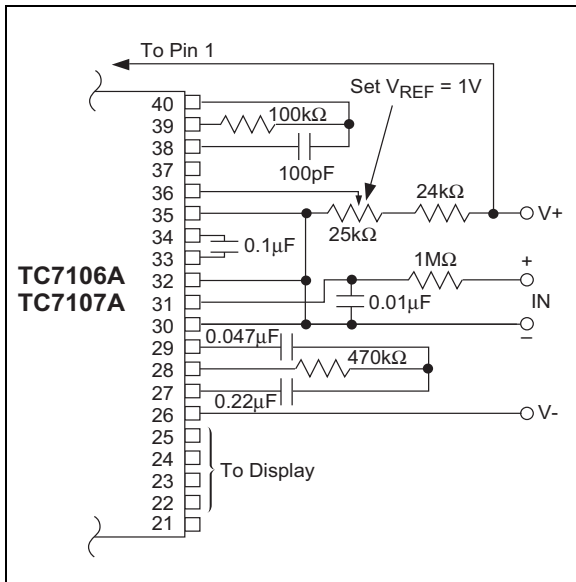 To Pin 1
Set VREF = 1V
40
39
38
37
36
35
34
33
32
31
30
29
28
27
26
25
24
23
22
21
100kΩ
100pF
24kΩ
25kΩ
V+
0.1µF
TC7106A
TC7107A
1MΩ
+
IN
–
0.01µF
0.047µF
470kΩ
0.22µF
V-
To Display